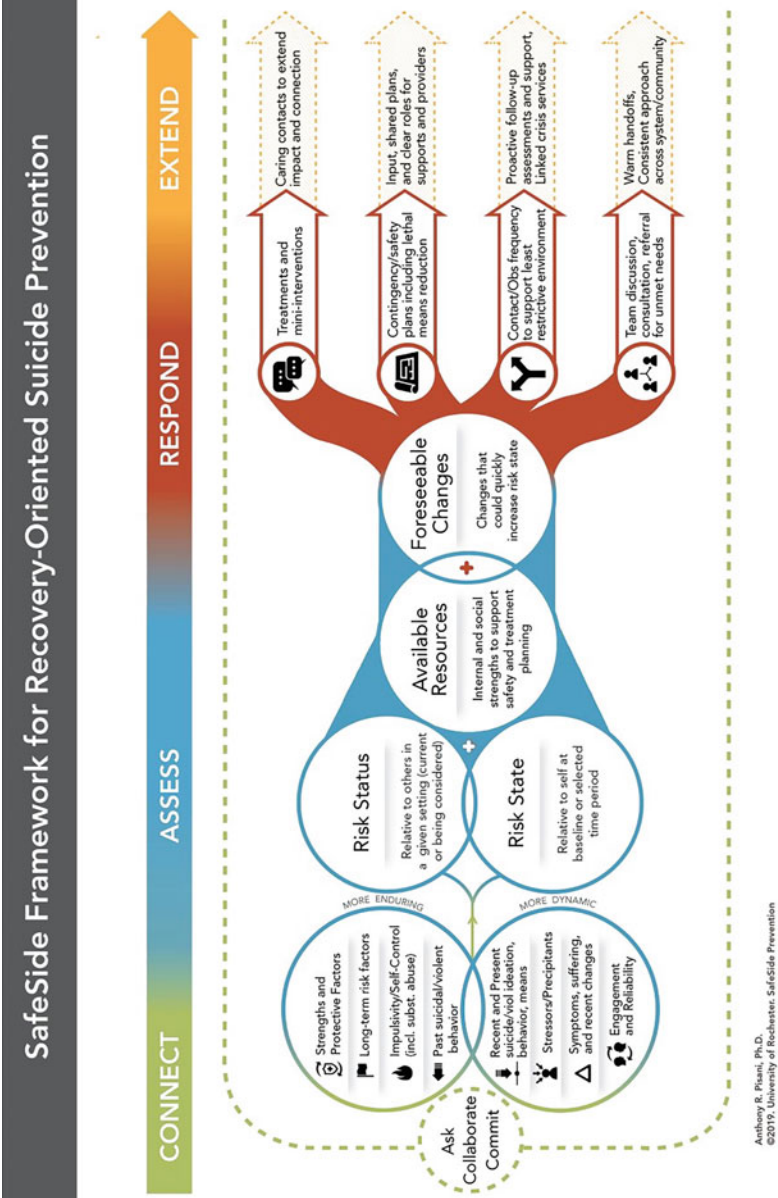 SafeSide Framework for Recovery-Oriented Suicide Prevention
CONNECT
ASSESS
RESPOND
EXTEND
Ask
Collaborate
Commit
Strengths and
Protective Factors
Long-term risk factors
Impulsivity/Self-Control
(incl. subst. abuse)
Past suicidal/violent
behavior
MORE ENDURING
Recent and Present
suicide/viol ideation,
behavior, means
Stressors/Precipitants
Symptoms, suffering,
and recent changes
Engagement
and Reliability
MORE DYNAMIC
Risk Status
Relative to others in
a given setting (current
or being considered)
Risk State
Relative to self at
baseline or selected
time period
+
Available
Resources
Internal and social
strengths to support
safety and treatment
planning
+
Foreseeable
Changes
Changes that
could quickly
increase risk state
Treatments and
mini-interventions
Caring contacts to extend
impact and connection
Contingency/safety
plans including lethal
means reduction
Input, shared plans,
and clear roles for
supports and providers
Contact/Obs frequency
to support least
restrictive environment
Proactive follow-up
assessments and support,
Linked crisis services
Team discussion,
consultation, referral
for unmet needs
Warm handoffs,
Consistent approach
across system/community
Anthony R. Pisani, Ph.D.
©2019, University of Rochester. SafeSide Prevention